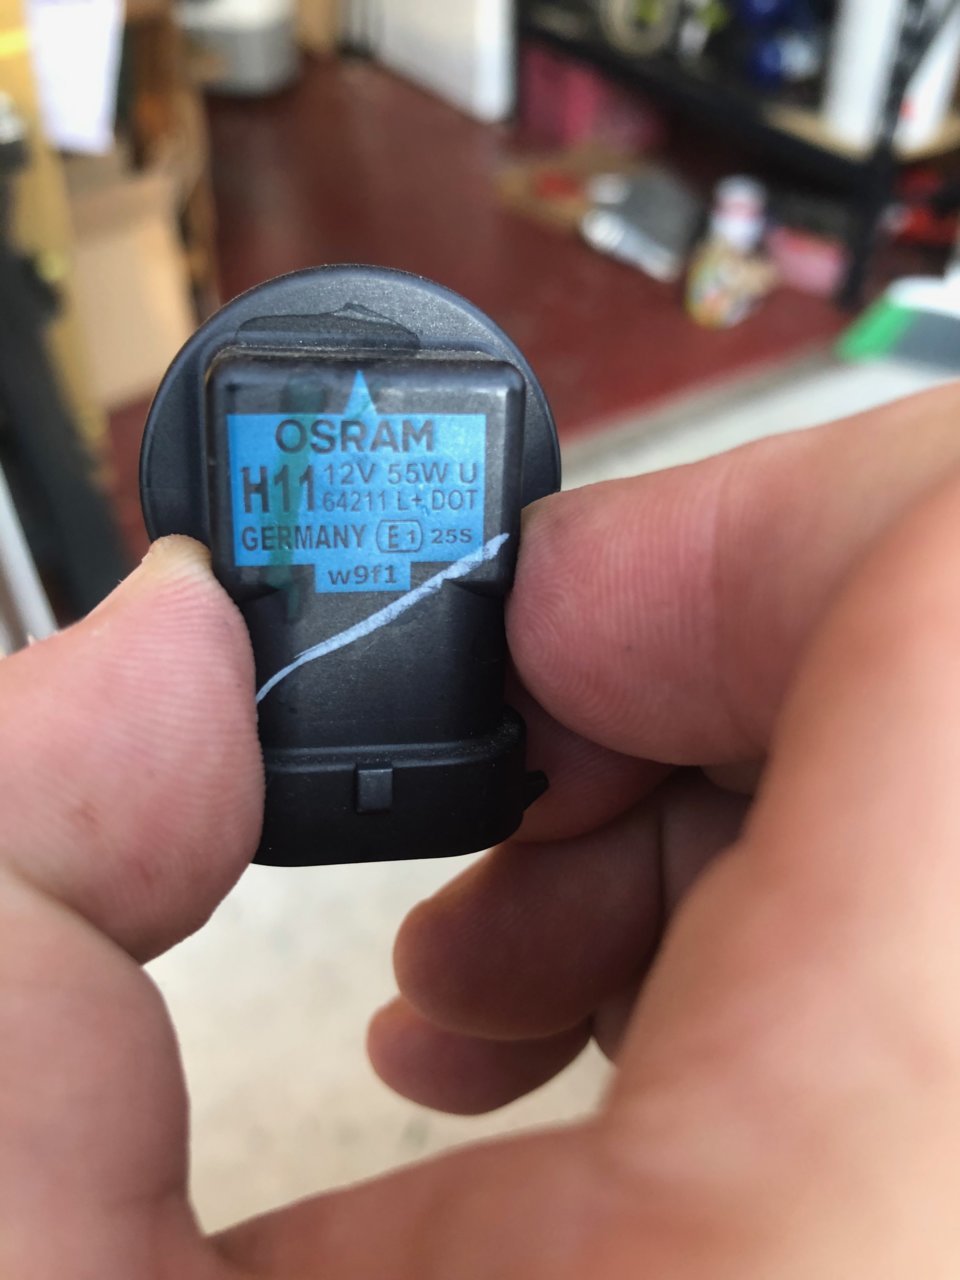 OSRAM
H11 12V 55W U
64211 L+ DOT
GERMANY E1 25S
w9f1